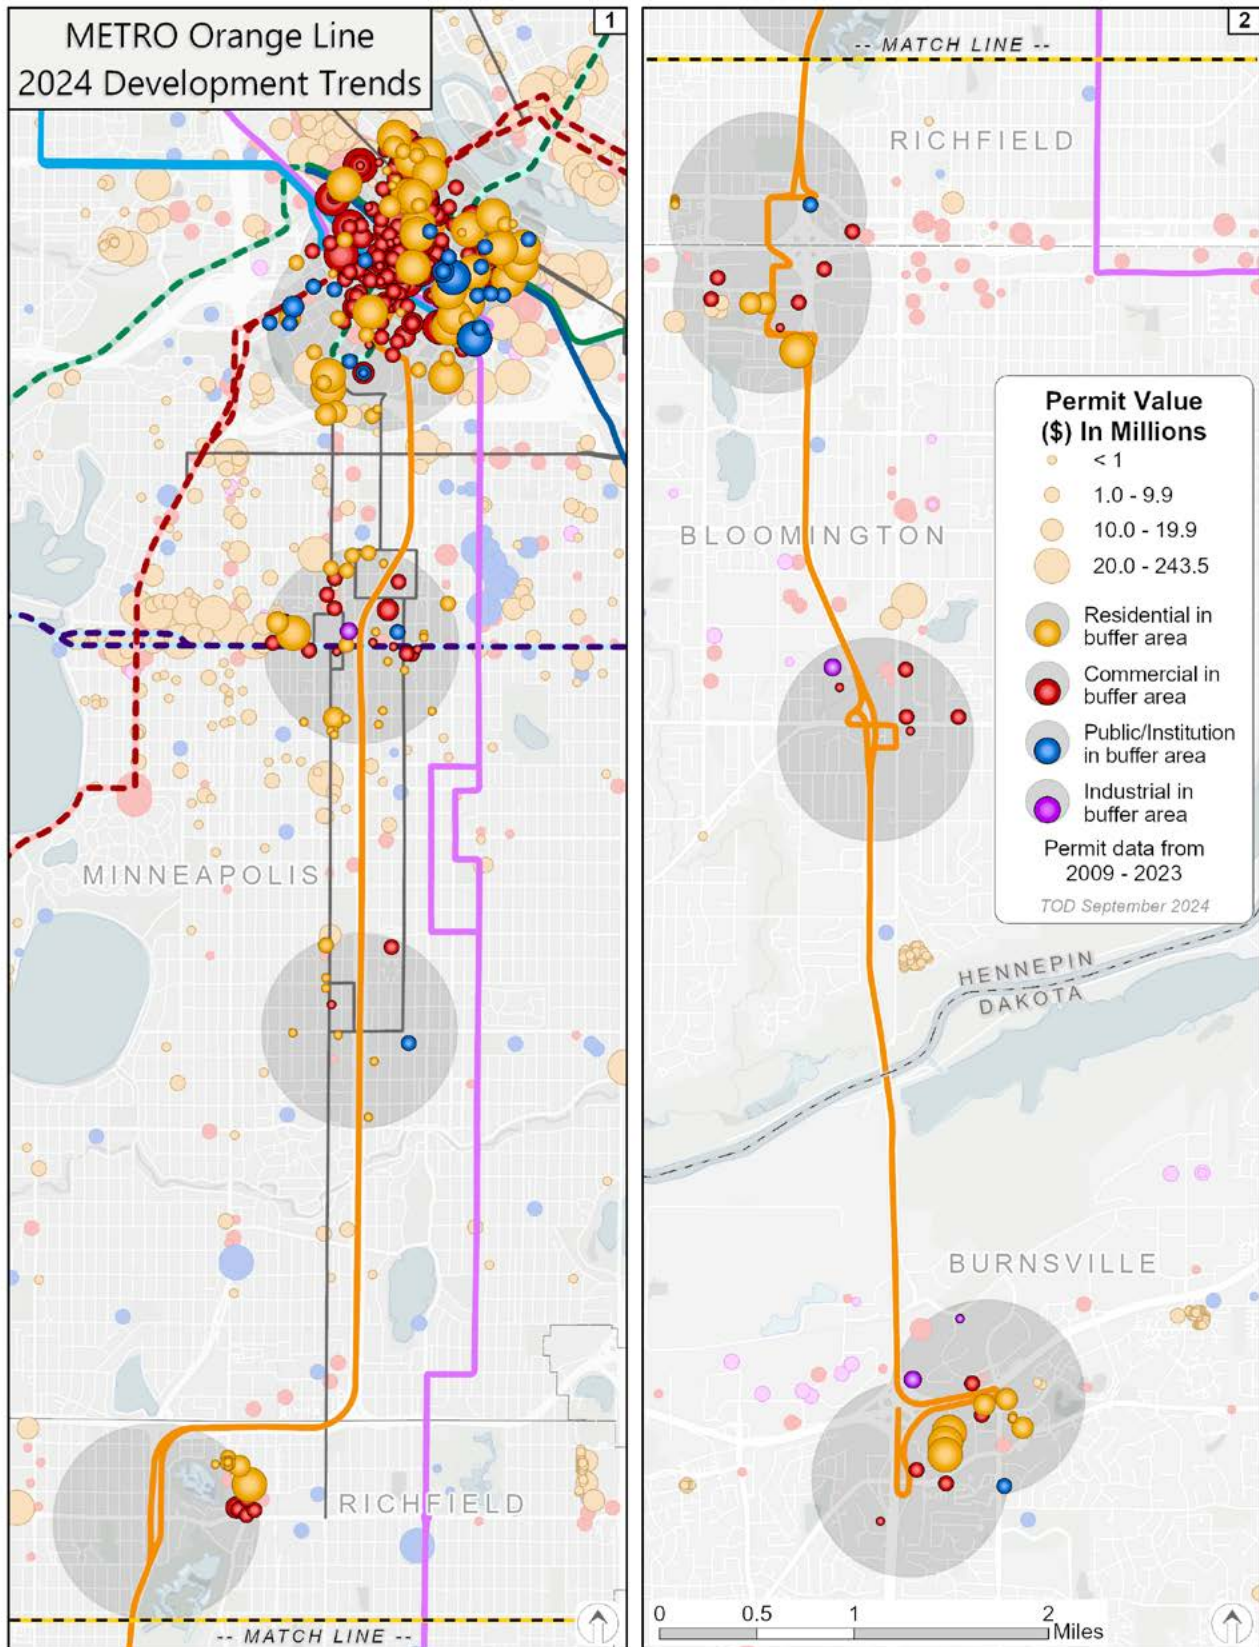 METRO Orange Line
2024 Development Trends
1
MINNEAPOLIS
RICHFIELD
-- MATCH LINE --
2
-- MATCH LINE --
RICHFIELD
BLOOMINGTON
Permit Value
($) In Millions
< 1
1.0 - 9.9
10.0 - 19.9
20.0 - 243.5
Residential in
buffer area
Commercial in
buffer area
Public/Institution
in buffer area
Industrial in
buffer area
Permit data from
2009 - 2023
TOD September 2024
HENNEPIN
DAKOTA
BURNSVILLE
0 0.5 1 2
Miles